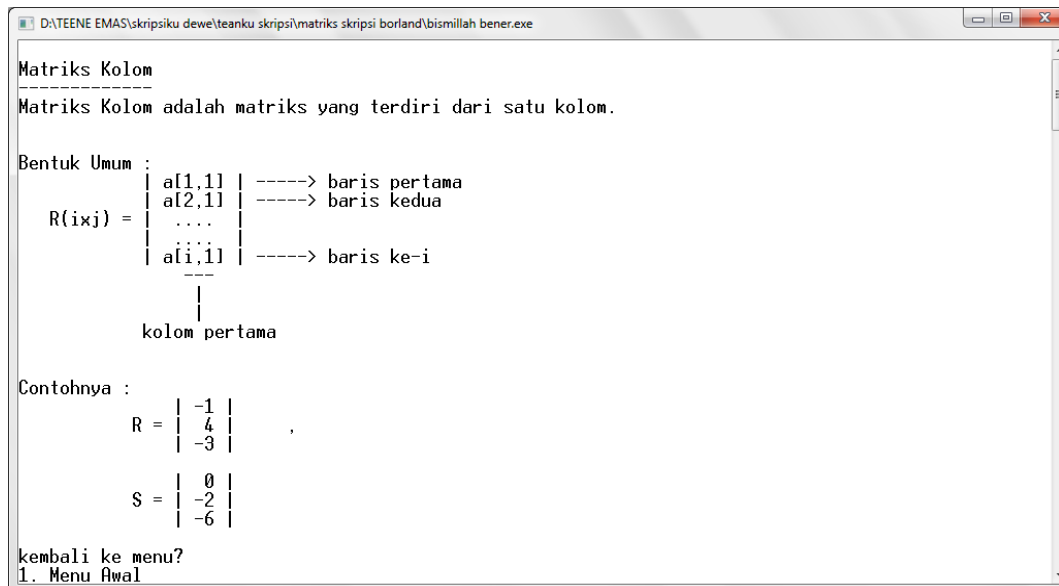 D:\TEENE EMAS\skripsiku dewe\teanku skripsi\matriks skripsi borland\bismillah bener.exe
Matriks Kolom
-------------
Matriks Kolom adalah matriks yang terdiri dari satu kolom.
Bentuk Umum :
| a[1,1] | -----> baris pertama
| a[2,1] | -----> baris kedua
R(ixj) = | .... |
| .... |
| a[i,1] | -----> baris ke-i
---
|
|
kolom pertama
Contohnya :
| -1 |
R = | 4 | ,
| -3 |
| 0 |
S = | -2 |
| -6 |
kembali ke menu?
1. Menu Awal